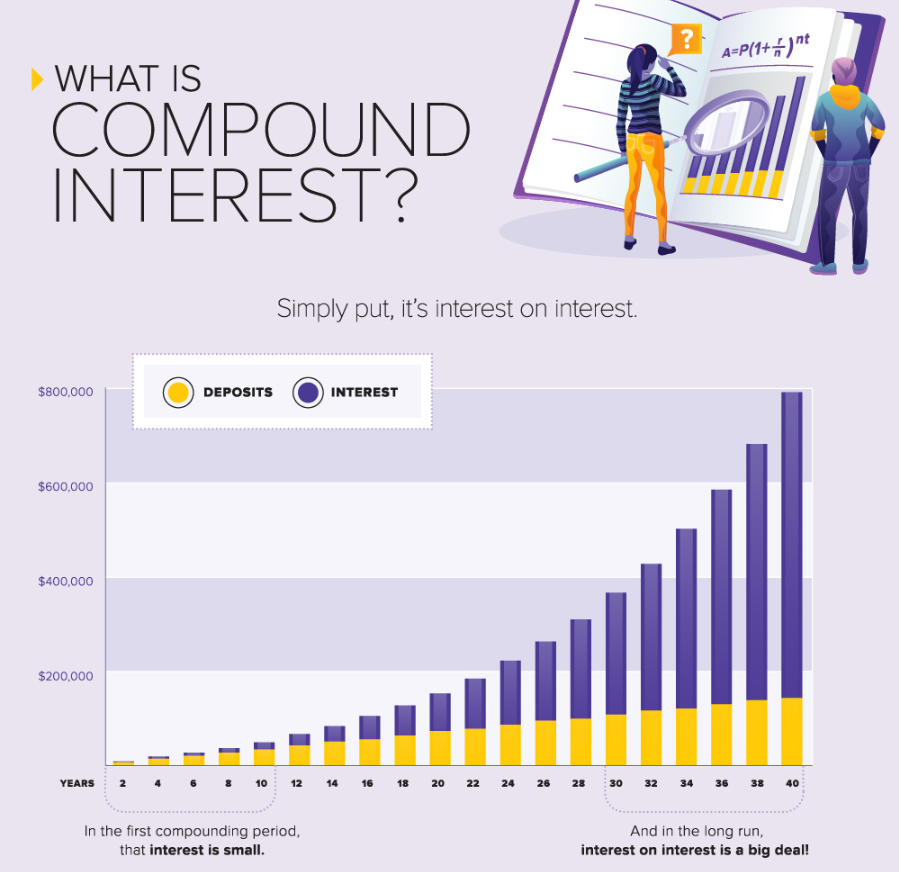 WHAT IS
COMPOUND
INTEREST?
?
A=P(1+r/n)^nt
Simply put, it's interest on interest.
DEPOSITS INTEREST
$800,000
$600,000
$400,000
$200,000
YEARS 2 4 6 8 10 12 14 16 18 20 22 24 26 28 30 32 34 36 38 40
In the first compounding period,
that interest is small.
And in the long run,
interest on interest is a big deal!